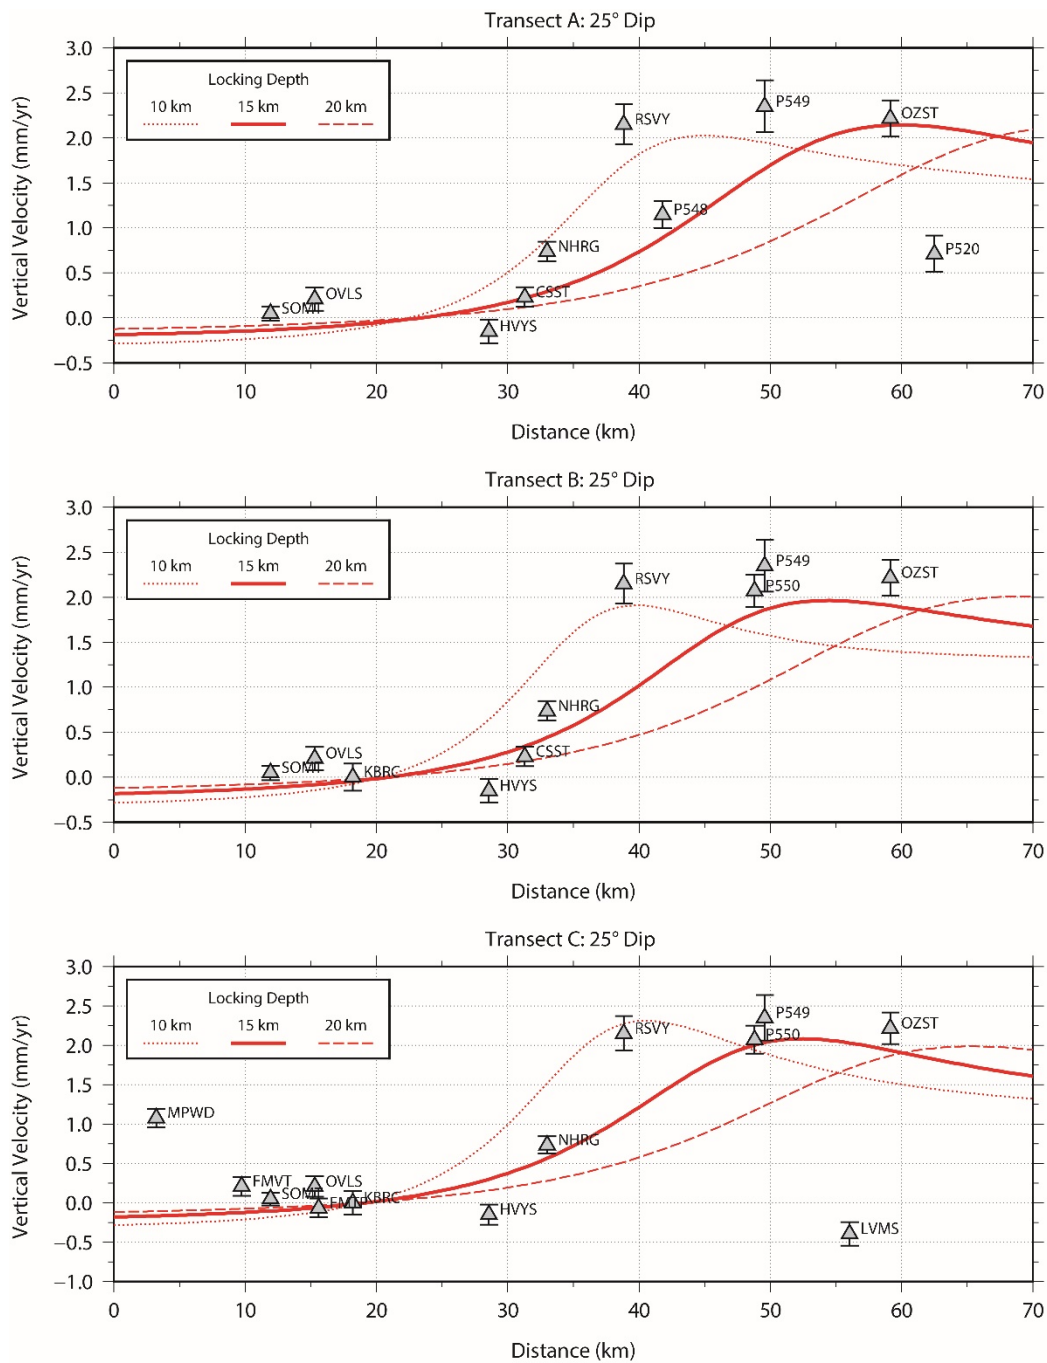 Transect A: 25° Dip
Vertical Velocity (mm/yr)
3.0
2.5
2.0
1.5
1.0
0.5
0.0
−0.5
Locking Depth
10 km 15 km 20 km
P549
RSVY
OZST
P548
NHRG
P520
OVLS
CSST
SOMT
HVYS
0 10 20 30 40 50 60 70
Distance (km)
Transect B: 25° Dip
Vertical Velocity (mm/yr)
3.0
2.5
2.0
1.5
1.0
0.5
0.0
−0.5
Locking Depth
10 km 15 km 20 km
P549
OZST
RSVY
P550
NHRG
OVLS
CSST
SOMT
KBRC
HVYS
0 10 20 30 40 50 60 70
Distance (km)
Transect C: 25° Dip
Vertical Velocity (mm/yr)
3.0
2.5
2.0
1.5
1.0
0.5
0.0
−0.5
−1.0
Locking Depth
10 km 15 km 20 km
P549
OZST
RSVY
P550
MPWD
NHRG
FMVT
OVLS
SOMT
KBRC
HVYS
LVMS
0 10 20 30 40 50 60 70
Distance (km)